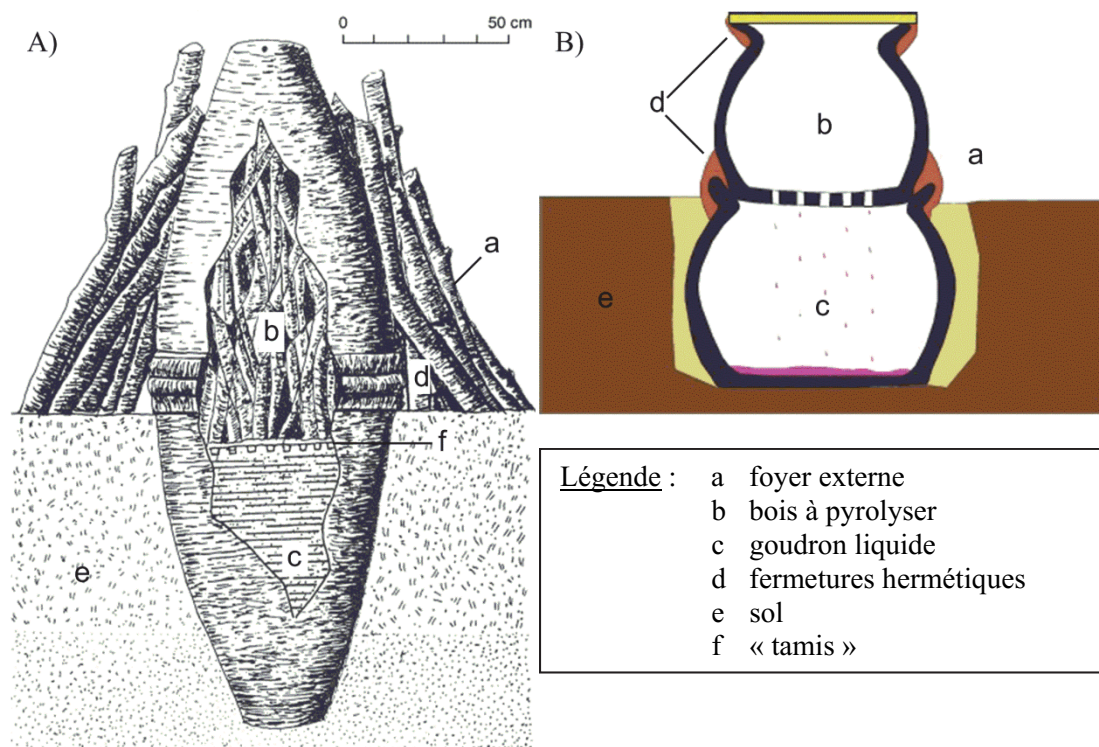 A)
0 50 cm
a
b
d
f
c
e
B)
d
b
a
e
c
Légende :
a foyer externe
b bois à pyrolyser
c goudron liquide
d fermetures hermétiques
e sol
f « tamis »